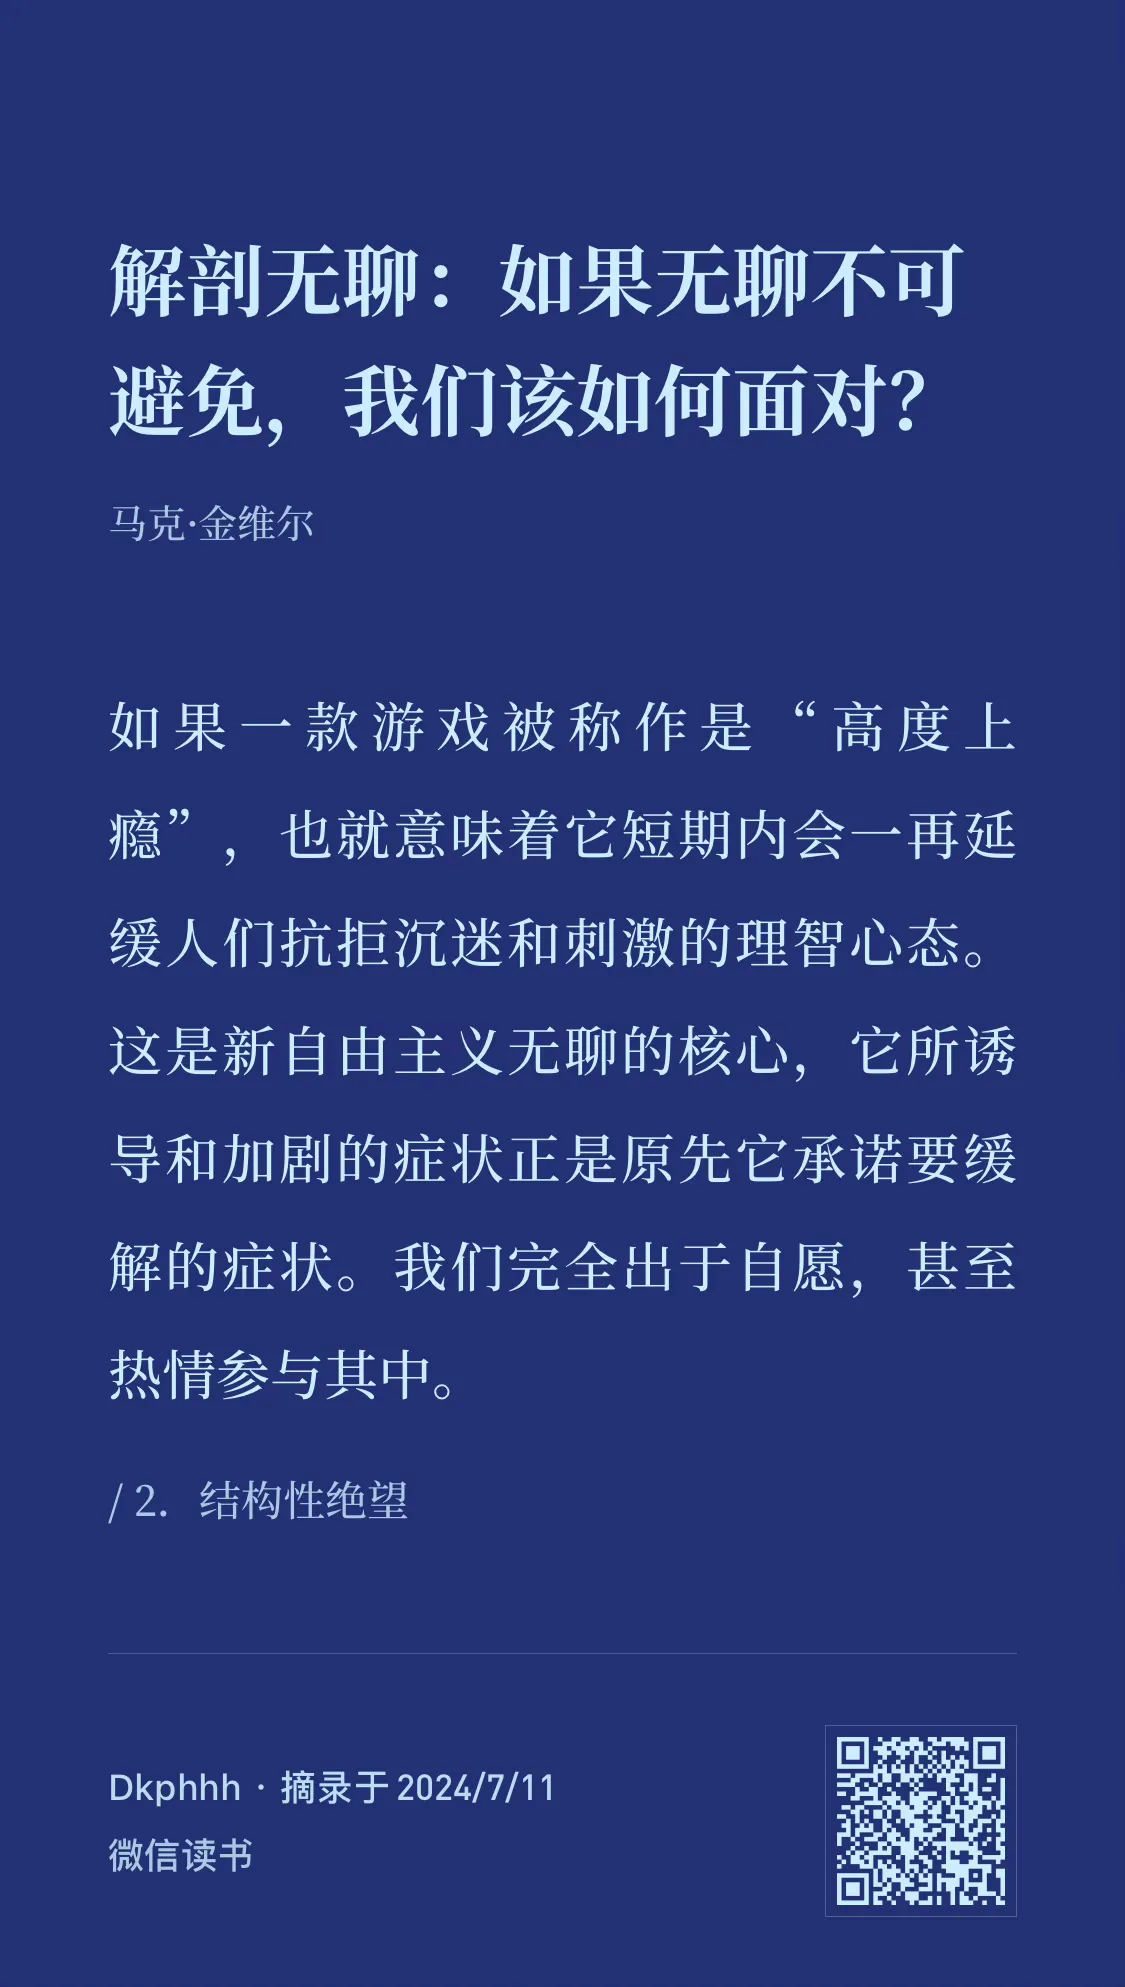 解剖无聊：如果无聊不可
避免，我们该如何面对？
马克·金维尔
如果一款游戏被称作是“高度上
瘾”，也就意味着它短期内会一再延
缓人们抗拒沉迷和刺激的理智心态。
这是新自由主义无聊的核心，它所诱
导和加剧的症状正是原先它承诺要缓
解的症状。我们完全出于自愿，甚至
热情参与其中。
/ 2. 结构性绝望
Dkphhh · 摘录于 2024/7/11
微信读书